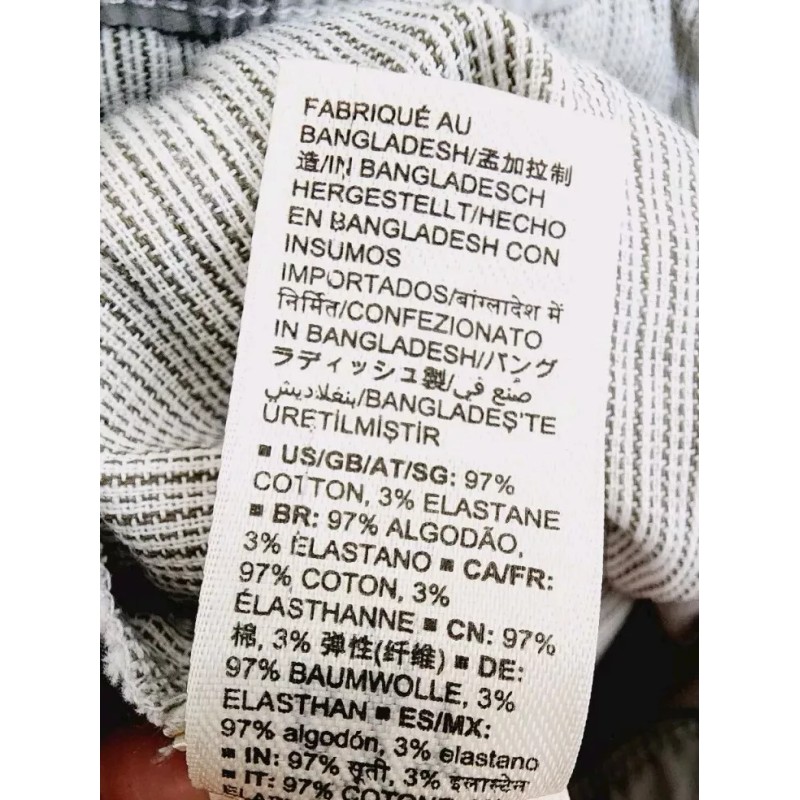 FABRIQUÉ AU
BANGLADESH/孟加拉制
造/IN BANGLADESCH
HERGESTELLT/HECHO
EN BANGLADESH CON
INSUMOS
IMPORTADOS/बांग्लादेश में
निर्मित/CONFEZIONATO
IN BANGLADESH/バング
ラディッシュ製/صنع في
بنغلاديش/BANGLADEŞ'TE
ÜRETİLMİŞTİR
▪ US/GB/AT/SG: 97%
COTTON, 3% ELASTANE
▪ BR: 97% ALGODÃO,
3% ELASTANO ▪ CA/FR:
97% COTON, 3%
ÉLASTHANNE ▪ CN: 97%
棉, 3% 弹性(纤维) ▪ DE:
97% BAUMWOLLE, 3%
ELASTHAN ▪ ES/MX:
97% algodón, 3% elastano
▪ IN: 97% सूती, 3% इलास्टेन
▪ IT: 97% COTONE